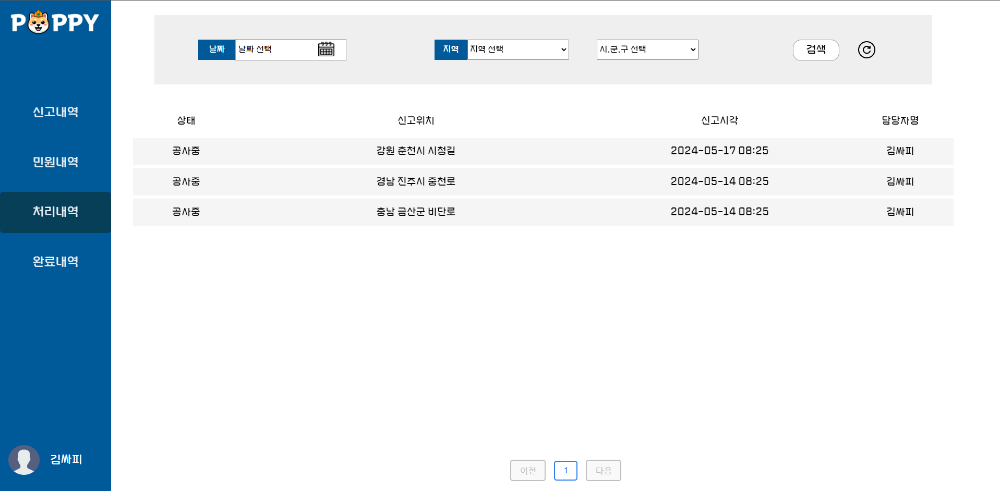 POPPY
신고내역
민원내역
처리내역
완료내역
김싸피
날짜 날짜 선택 지역 지역 선택 시,군,구 선택 검색
상태 신고위치 신고시각 담당자명
공사중 강원 춘천시 시청길 2024-05-17 08:25 김싸피
공사중 경남 진주시 중천로 2024-05-14 08:25 김싸피
공사중 충남 금산군 비단로 2024-05-14 08:25 김싸피
이전 1 다음